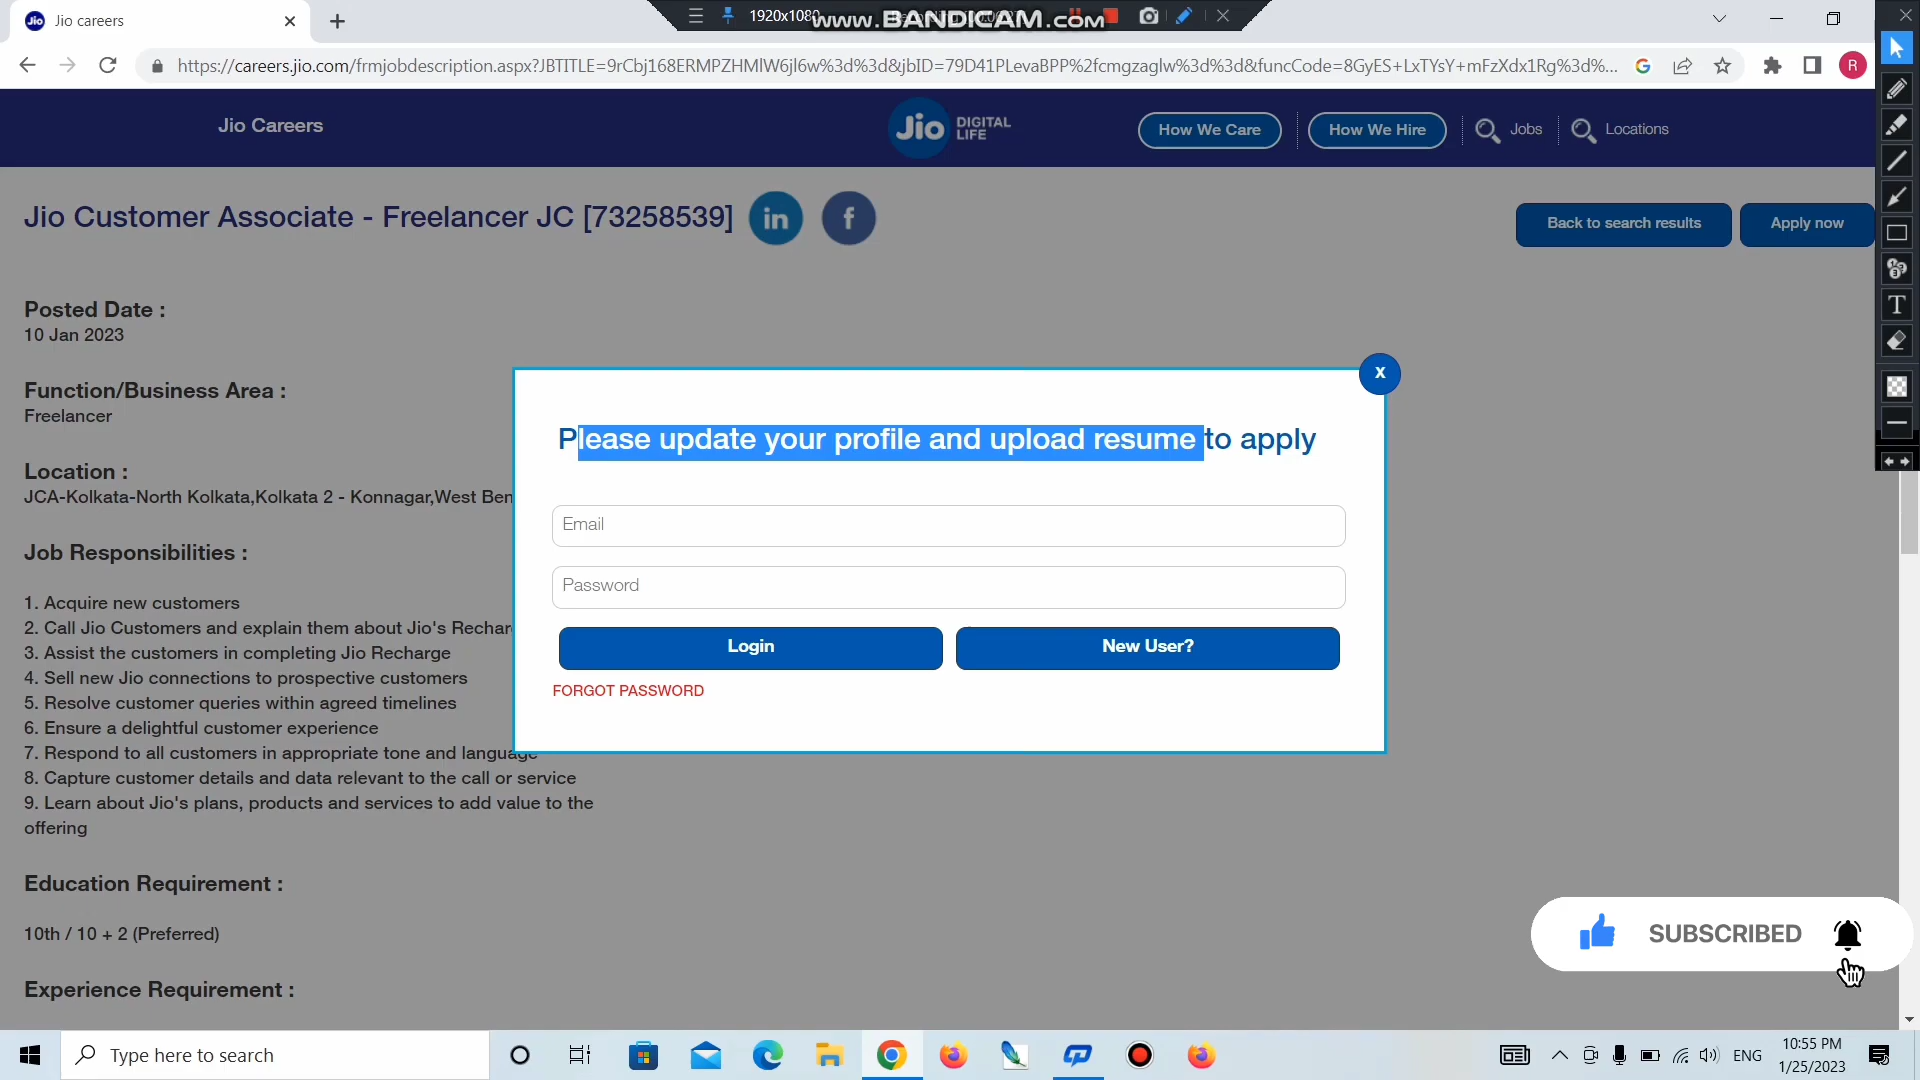 Jio careers
1920x1080
www.BANDICAM.com
https://careers.jio.com/frmjobdescription.aspx?JBTITLE=9rCbj168ERMPZHMlW6jl6w%3d%3d&jbID=79D41PLevaBPP%2fcmgzaglw%3d%3d&funcCode=8GyES+LxTYsY+mFzXdx1Rg%3d%...
R
Jio Careers
Jio DIGITAL LIFE
How We Care
How We Hire
Jobs
Locations
Jio Customer Associate - Freelancer JC [73258539]
in
f
Back to search results
Apply now
Posted Date :
10 Jan 2023
Function/Business Area :
Freelancer
Location :
JCA-Kolkata-North Kolkata,Kolkata 2 - Konnagar,West Ben
Job Responsibilities :
1. Acquire new customers
2. Call Jio Customers and explain them about Jio's Rechar
3. Assist the customers in completing Jio Recharge
4. Sell new Jio connections to prospective customers
5. Resolve customer queries within agreed timelines
6. Ensure a delightful customer experience
7. Respond to all customers in appropriate tone and language
8. Capture customer details and data relevant to the call or service
9. Learn about Jio's plans, products and services to add value to the
offering
Education Requirement :
10th / 10 + 2 (Preferred)
Experience Requirement :
X
Please update your profile and upload resume to apply
Email
Password
Login
New User?
FORGOT PASSWORD
SUBSCRIBED
Type here to search
ENG
10:55 PM
1/25/2023